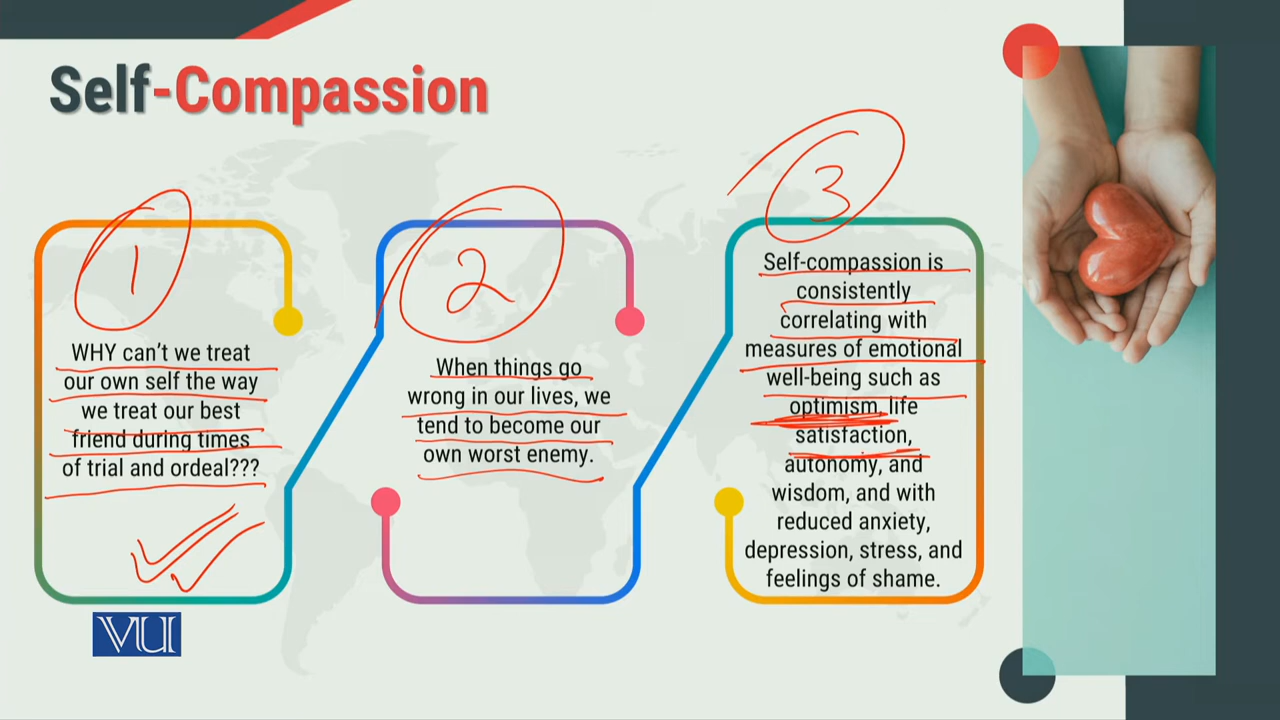 Self-Compassion
1
WHY can't we treat
our own self the way
we treat our best
friend during times
of trial and ordeal???
2
When things go
wrong in our lives, we
tend to become our
own worst enemy.
3
Self-compassion is
consistently
correlating with
measures of emotional
well-being such as
optimism, life
satisfaction,
autonomy, and
wisdom, and with
reduced anxiety,
depression, stress, and
feelings of shame.
VU